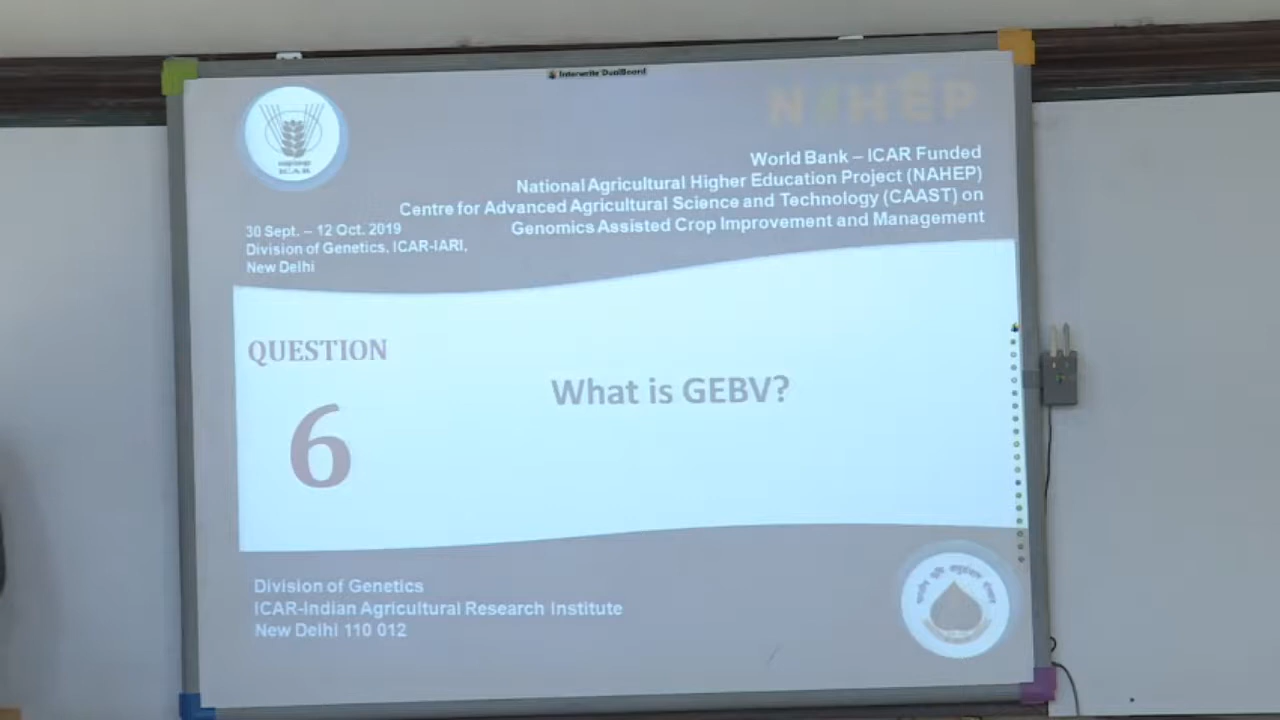 Interwrite DualBoard
NAHEP
ICAR
World Bank – ICAR Funded
National Agricultural Higher Education Project (NAHEP)
Centre for Advanced Agricultural Science and Technology (CAAST) on
Genomics Assisted Crop Improvement and Management
30 Sept. – 12 Oct. 2019
Division of Genetics, ICAR-IARI,
New Delhi
QUESTION
6
What is GEBV?
Division of Genetics
ICAR-Indian Agricultural Research Institute
New Delhi 110 012